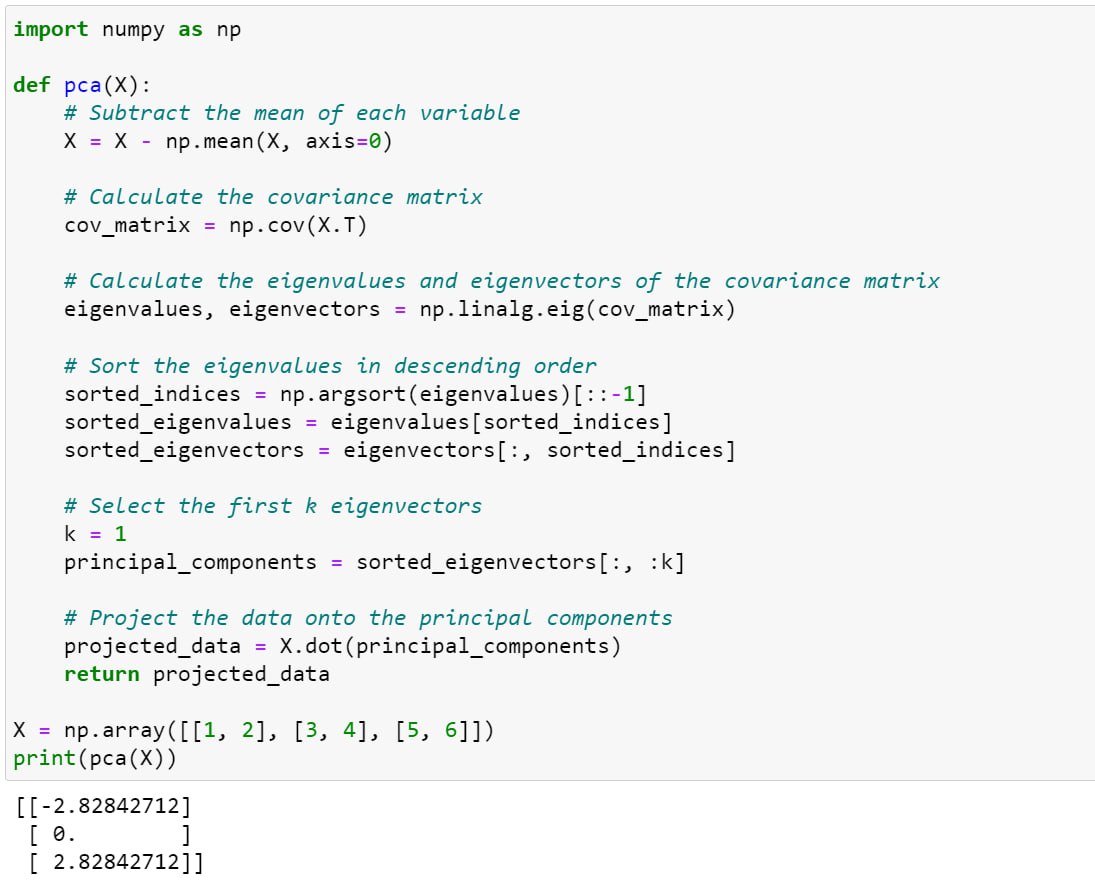 import numpy as np
def pca(X):
    # Subtract the mean of each variable
    X = X - np.mean(X, axis=0)
    # Calculate the covariance matrix
    cov_matrix = np.cov(X.T)
    # Calculate the eigenvalues and eigenvectors of the covariance matrix
    eigenvalues, eigenvectors = np.linalg.eig(cov_matrix)
    # Sort the eigenvalues in descending order
    sorted_indices = np.argsort(eigenvalues)[::-1]
    sorted_eigenvalues = eigenvalues[sorted_indices]
    sorted_eigenvectors = eigenvectors[:, sorted_indices]
    # Select the first k eigenvectors
    k = 1
    principal_components = sorted_eigenvectors[:, :k]
    # Project the data onto the principal components
    projected_data = X.dot(principal_components)
    return projected_data
X = np.array([[1, 2], [3, 4], [5, 6]])
print(pca(X))
[[-2.82842712]
 [ 0.        ]
 [ 2.82842712]]